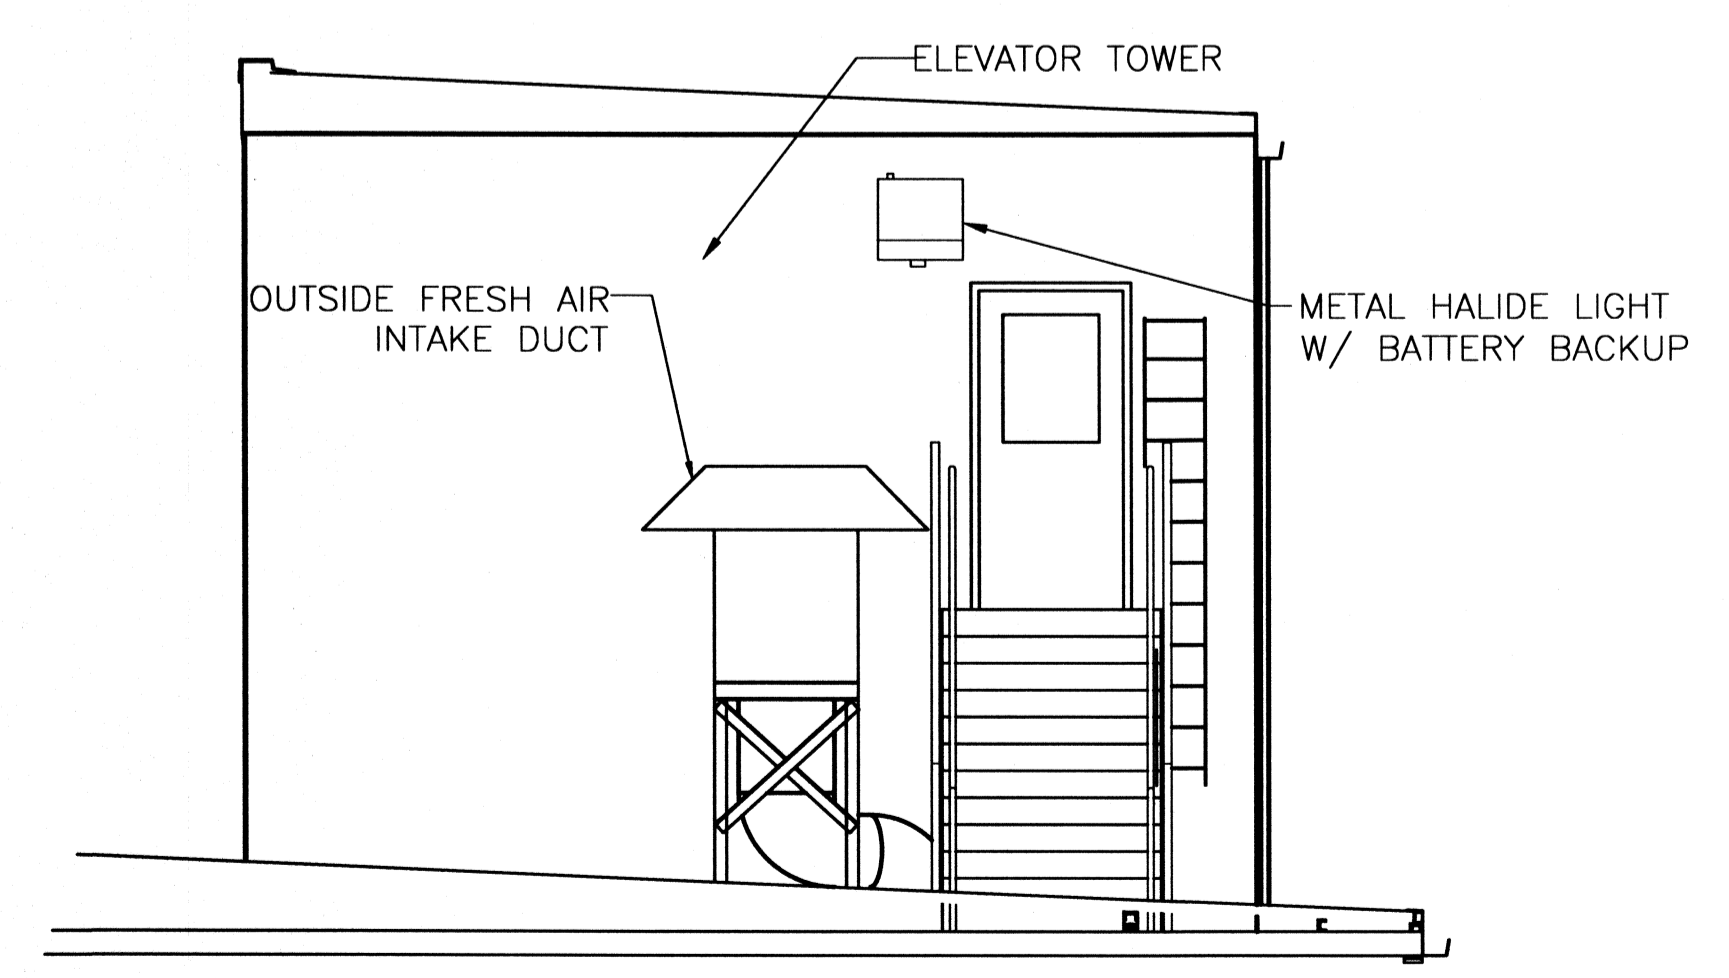 ELEVATOR TOWER
OUTSIDE FRESH AIR
INTAKE DUCT
METAL HALIDE LIGHT
W/ BATTERY BACKUP